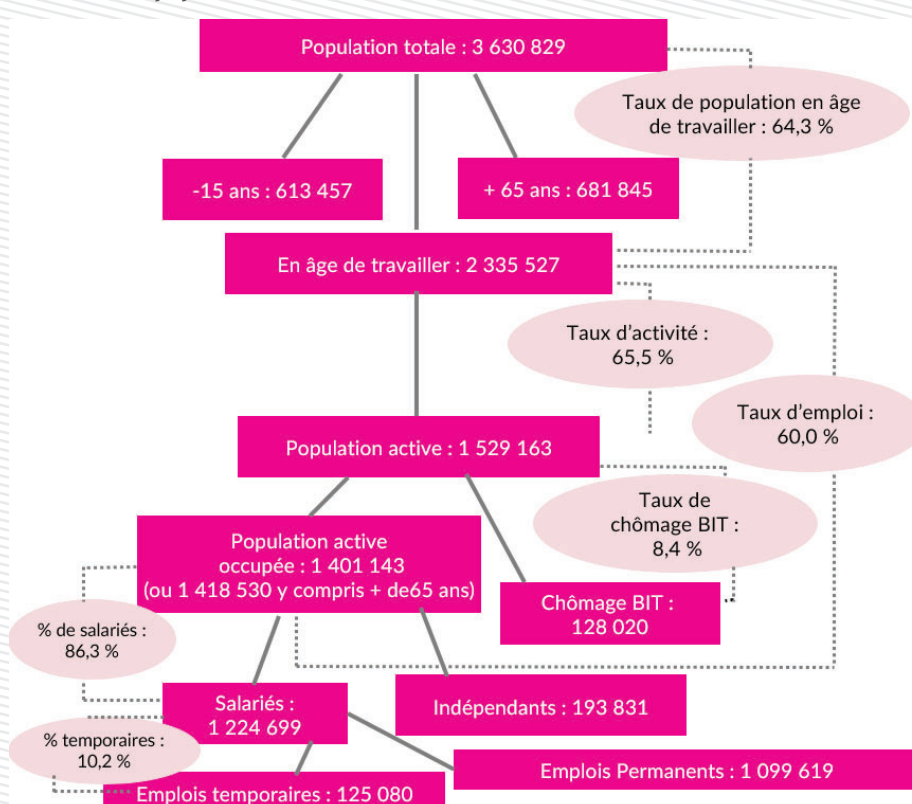 Population totale : 3 630 829
Taux de population en âge
de travailler : 64,3 %
-15 ans : 613 457
+ 65 ans : 681 845
En âge de travailler : 2 335 527
Taux d'activité :
65,5 %
Taux d'emploi :
60,0 %
Population active : 1 529 163
Taux de
chômage BIT :
8,4 %
Population active
occupée : 1 401 143
(ou 1 418 530 y compris + de65 ans)
Chômage BIT :
128 020
% de salariés :
86,3 %
Salariés :
1 224 699
Indépendants : 193 831
% temporaires :
10,2 %
Emplois Permanents : 1 099 619
Emplois temporaires : 125 080